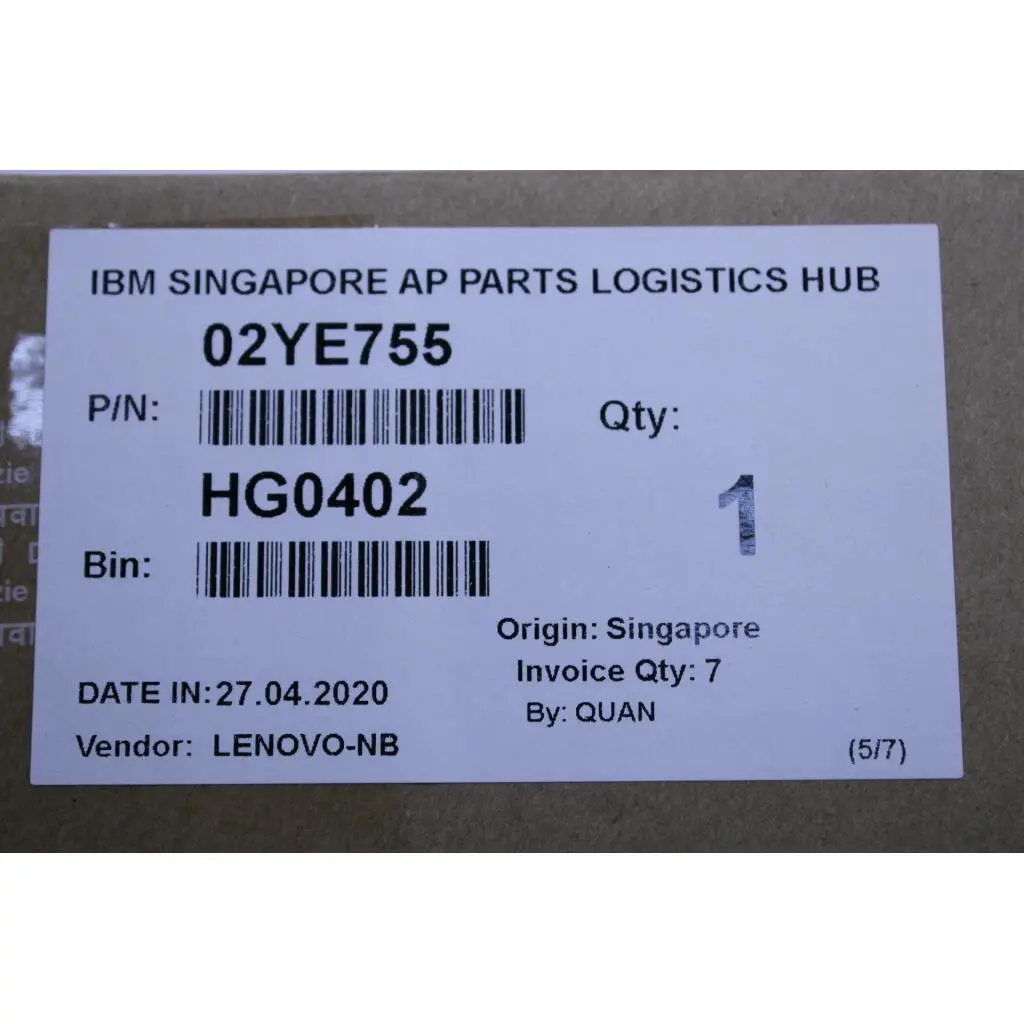 IBM SINGAPORE AP PARTS LOGISTICS HUB
02YE755
P/N:
Qty:
HG0402
1
Bin:
Origin: Singapore
Invoice Qty: 7
DATE IN: 27.04.2020
By: QUAN
Vendor: LENOVO-NB
(5/7)